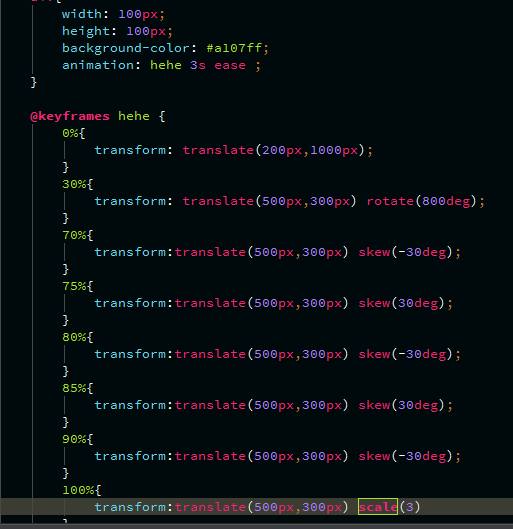 width: 100px;
height: 100px;
background-color: #a107ff;
animation: hehe 3s ease ;
}
@keyframes hehe {
0%{
transform: translate(200px,1000px);
}
30%{
transform: translate(500px,300px) rotate(800deg);
}
70%{
transform:translate(500px,300px) skew(-30deg);
}
75%{
transform:translate(500px,300px) skew(30deg);
}
80%{
transform:translate(500px,300px) skew(-30deg);
}
85%{
transform:translate(500px,300px) skew(30deg);
}
90%{
transform:translate(500px,300px) skew(-30deg);
}
100%{
transform:translate(500px,300px) scale(3)
}